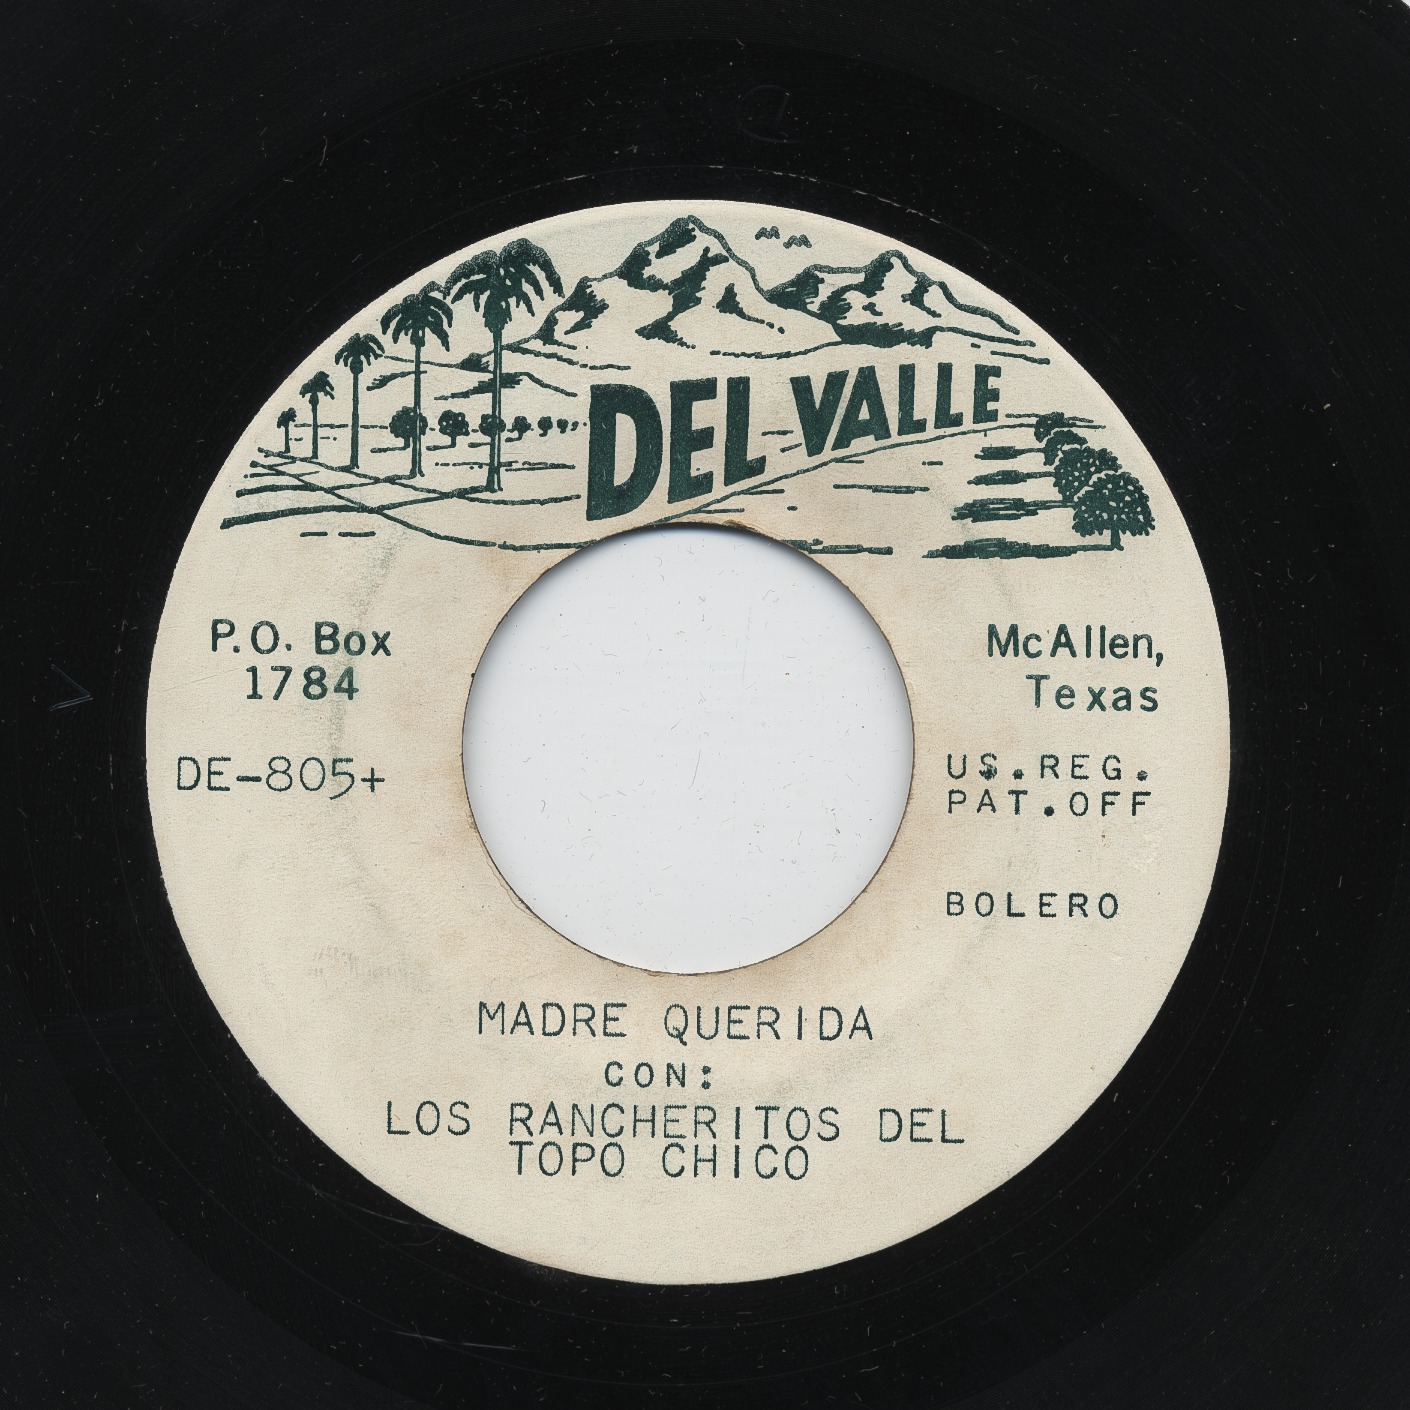 DEL VALLE
P.O. Box
1784
McAllen,
Texas
DE-805+
US.REG.
PAT.OFF
BOLERO
MADRE QUERIDA
CON:
LOS RANCHERITOS DEL
TOPO CHICO